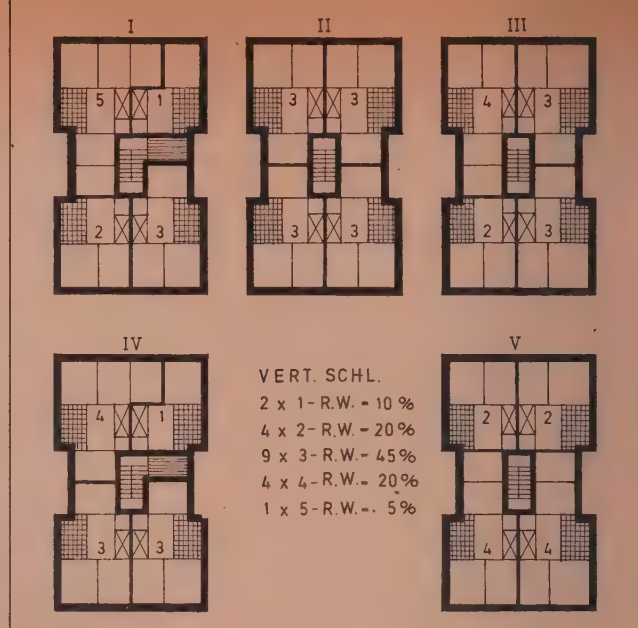 I
II
III
5 1
3 3
4 3
2 3
3 3
2 3
IV
V
4 1
2 2
3 3
4 4
VERT. SCHL.
2 x 1-R.W. = 10 %
4 x 2-R.W. = 20 %
9 x 3-R.W. = 45 %
4 x 4-R.W. = 20 %
1 x 5-R.W. = 5 %